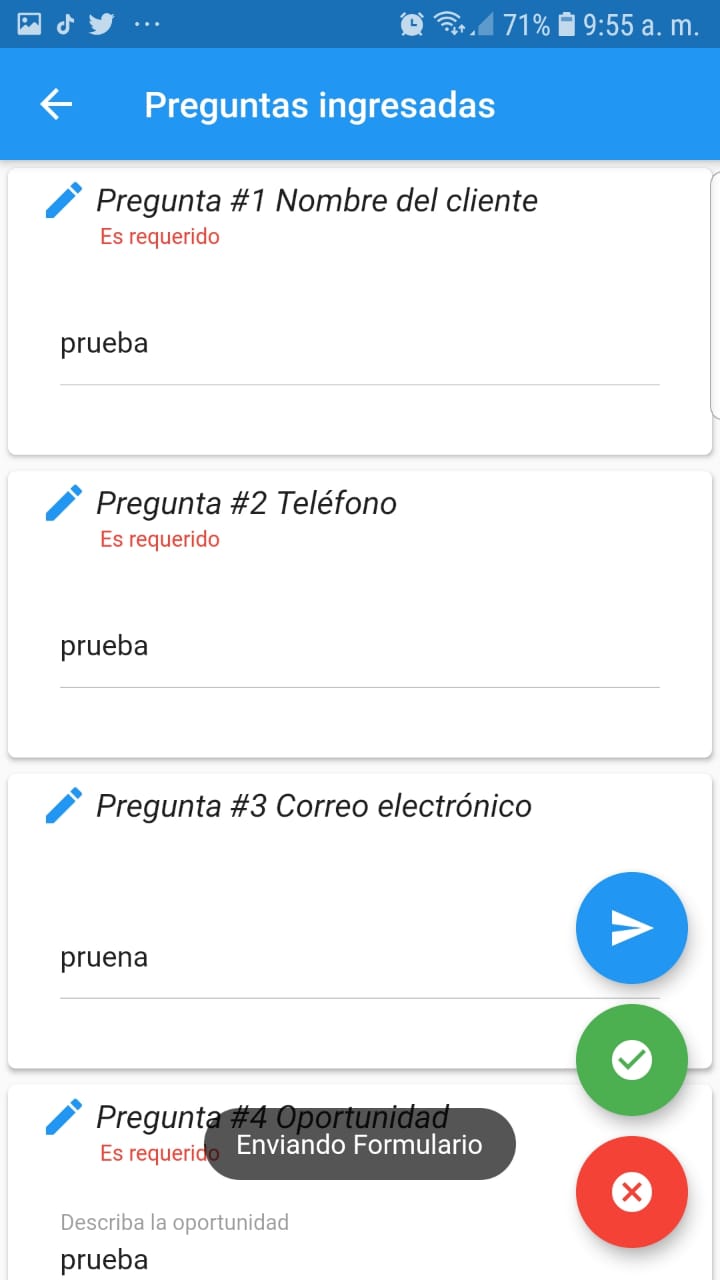 71% 9:55 a. m.
Preguntas ingresadas
Pregunta #1 Nombre del cliente
Es requerido
prueba
Pregunta #2 Teléfono
Es requerido
prueba
Pregunta #3 Correo electrónico
pruena
Pregunta #4 Oportunidad
Es requerido
Enviando Formulario
Describa la oportunidad
prueba